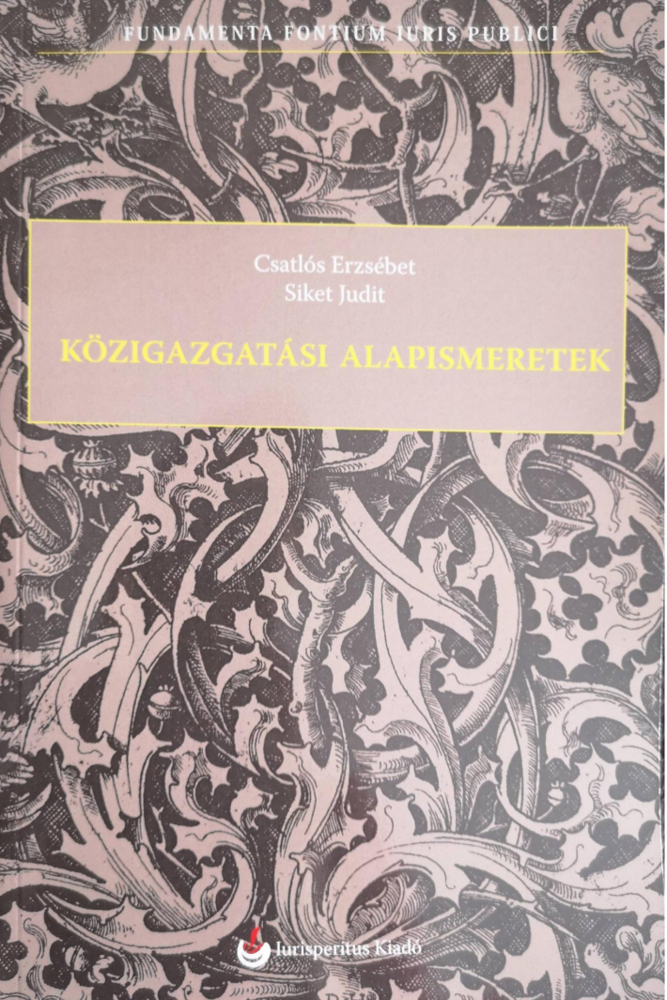 FUNDAMENTA FONTIUM IURIS PUBLICI
Csatlós Erzsébet
Siket Judit
KÖZIGAZGATÁSI ALAPISMERETEK
Iurisperitus Kiadó